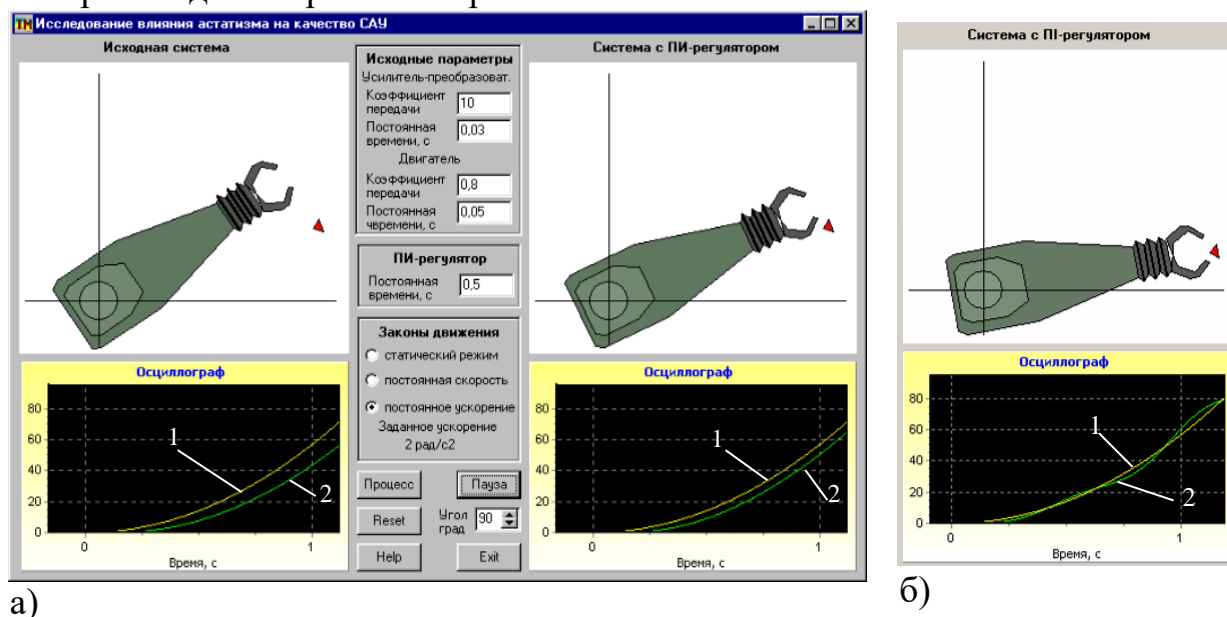 ТМ Исследование влияния астатизма на качество САУ
Исходная система
Исходные параметры
Усилитель-преобразоват.
Коэффициент передачи 10
Постоянная времени, с 0,03
Двигатель
Коэффициент передачи 0,8
Постоянная чвремени, с 0,05
ПИ-регулятор
Постоянная времени, с 0,5
Законы движения
статический режим
постоянная скорость
постоянное ускорение
Заданное ускорение
2 рад/с2
Процесс
Пауза
Reset
Угол град 90
Help
Exit
Осциллограф
80
60
40
20
0
0
1
Время, с
1
2
Система с ПИ-регулятором
Осциллограф
80
60
40
20
0
0
1
Время, с
1
2
а)
Система с ПI-регулятором
Осциллограф
80
60
40
20
0
0
1
Время, с
1
2
б)